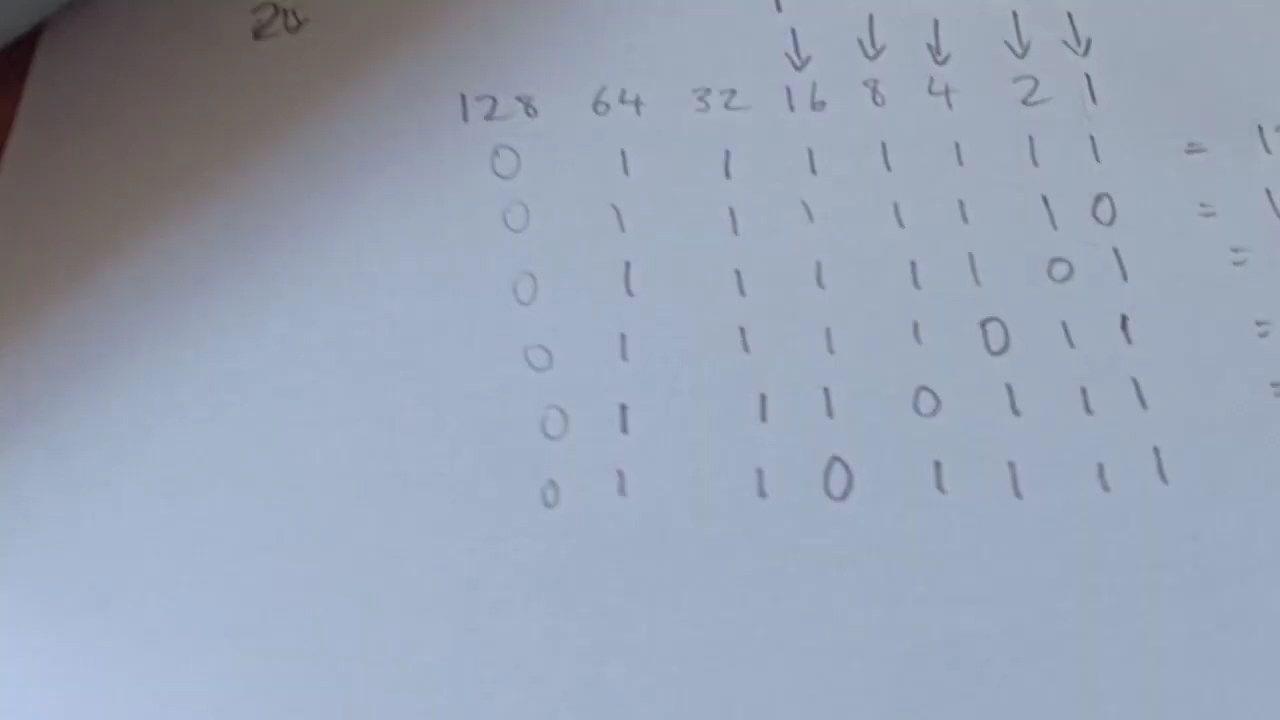 ↓ ↓ ↓ ↓ ↓
128 64 32 16 8 4 2 1
0 1 1 1 1 1 1 1 =
0 1 1 1 1 1 1 0 =
0 1 1 1 1 1 0 1 =
0 1 1 1 1 0 1 1 =
0 1 1 1 0 1 1 1 =
0 1 1 0 1 1 1 1